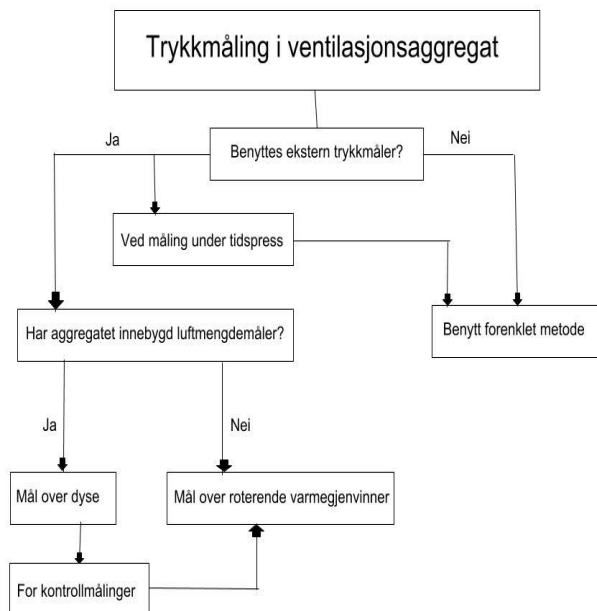 Trykkmåling i ventilasjonsaggregat
Ja
Benyttes ekstern trykkmåler?
Nei
Ved måling under tidspress
Har aggregatet innebygd luftmengdemåler?
Benytt forenklet metode
Ja
Nei
Mål over dyse
Mål over roterende varmegjenvinner
For kontrollmålinger